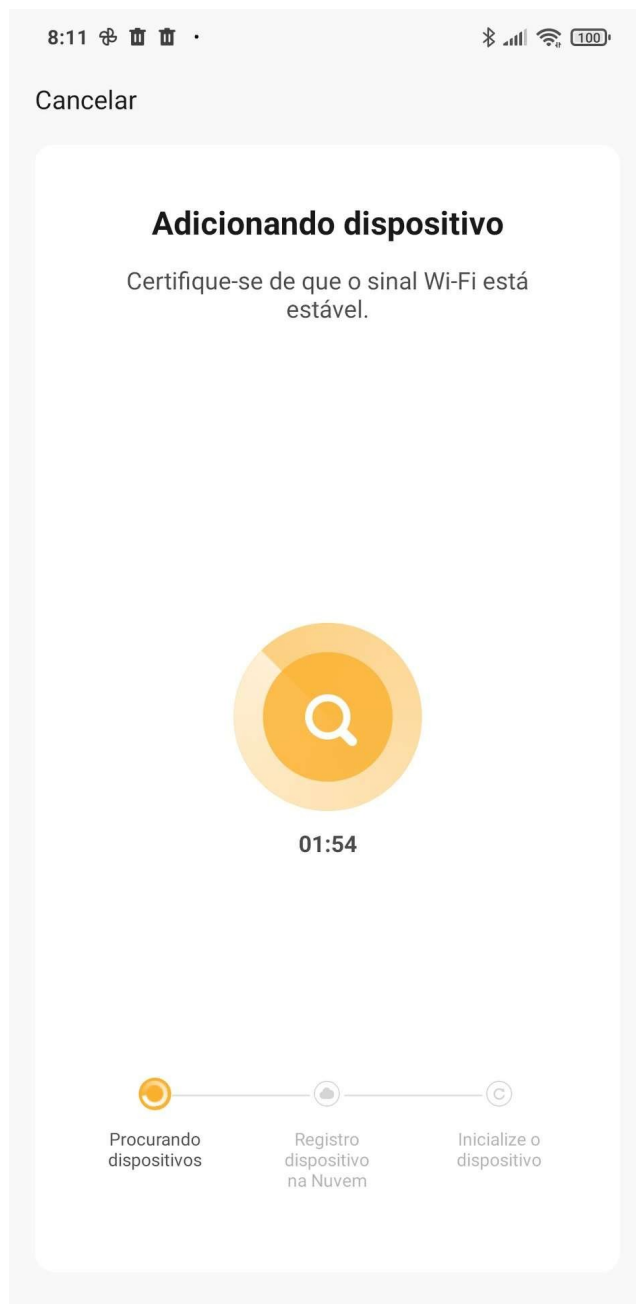 8:11
100
Cancelar
Adicionando dispositivo
Certifique-se de que o sinal Wi-Fi está
estável.
01:54
Procurando
dispositivos
Registro
dispositivo
na Nuvem
Inicialize o
dispositivo